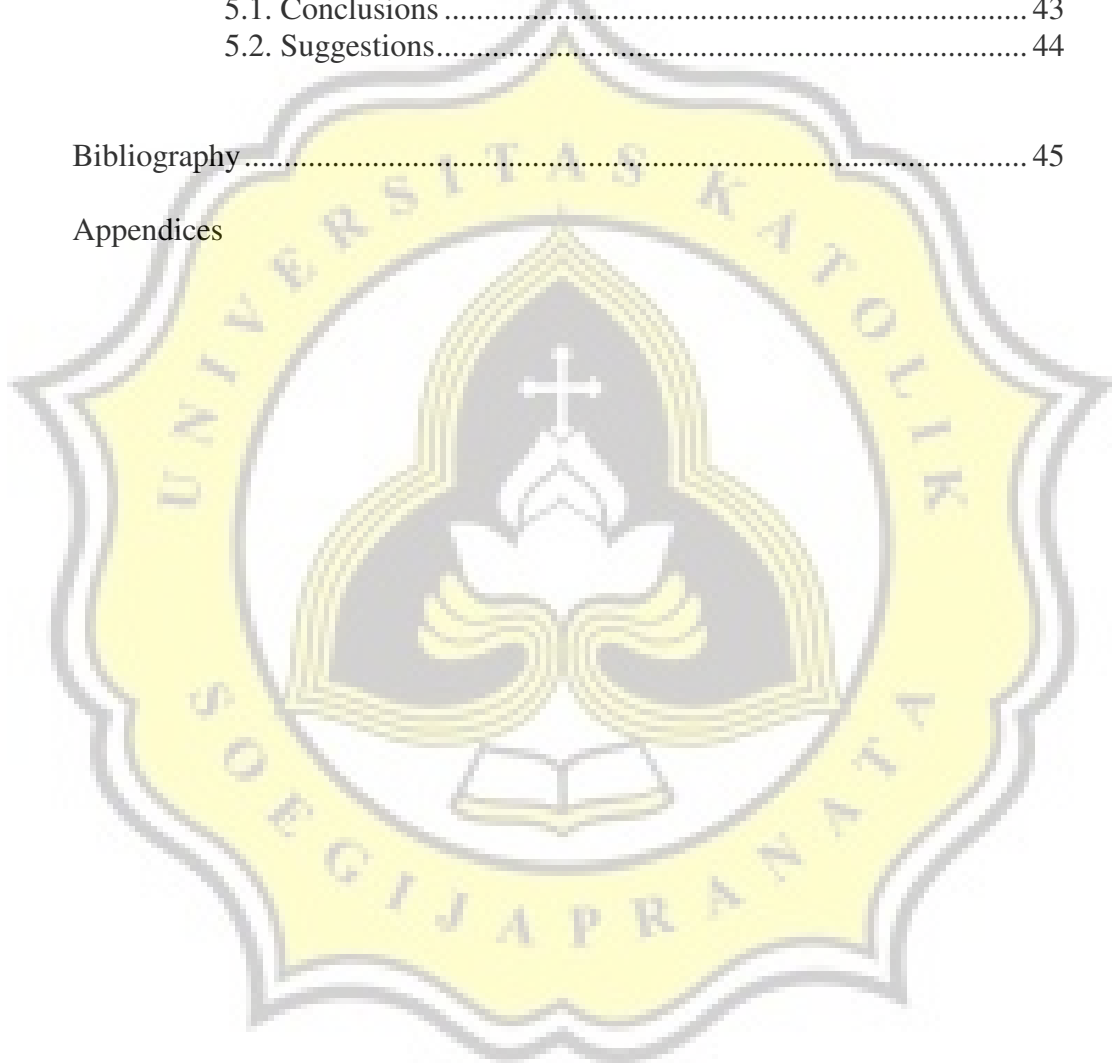 5.1. Conclusions ........................................................................... 43
5.2. Suggestions........................................................................... 44
Bibliography.................................................................................................. 45
Appendices
UNIVERSITAS KATOLIK
SOEGIJAPRANATA